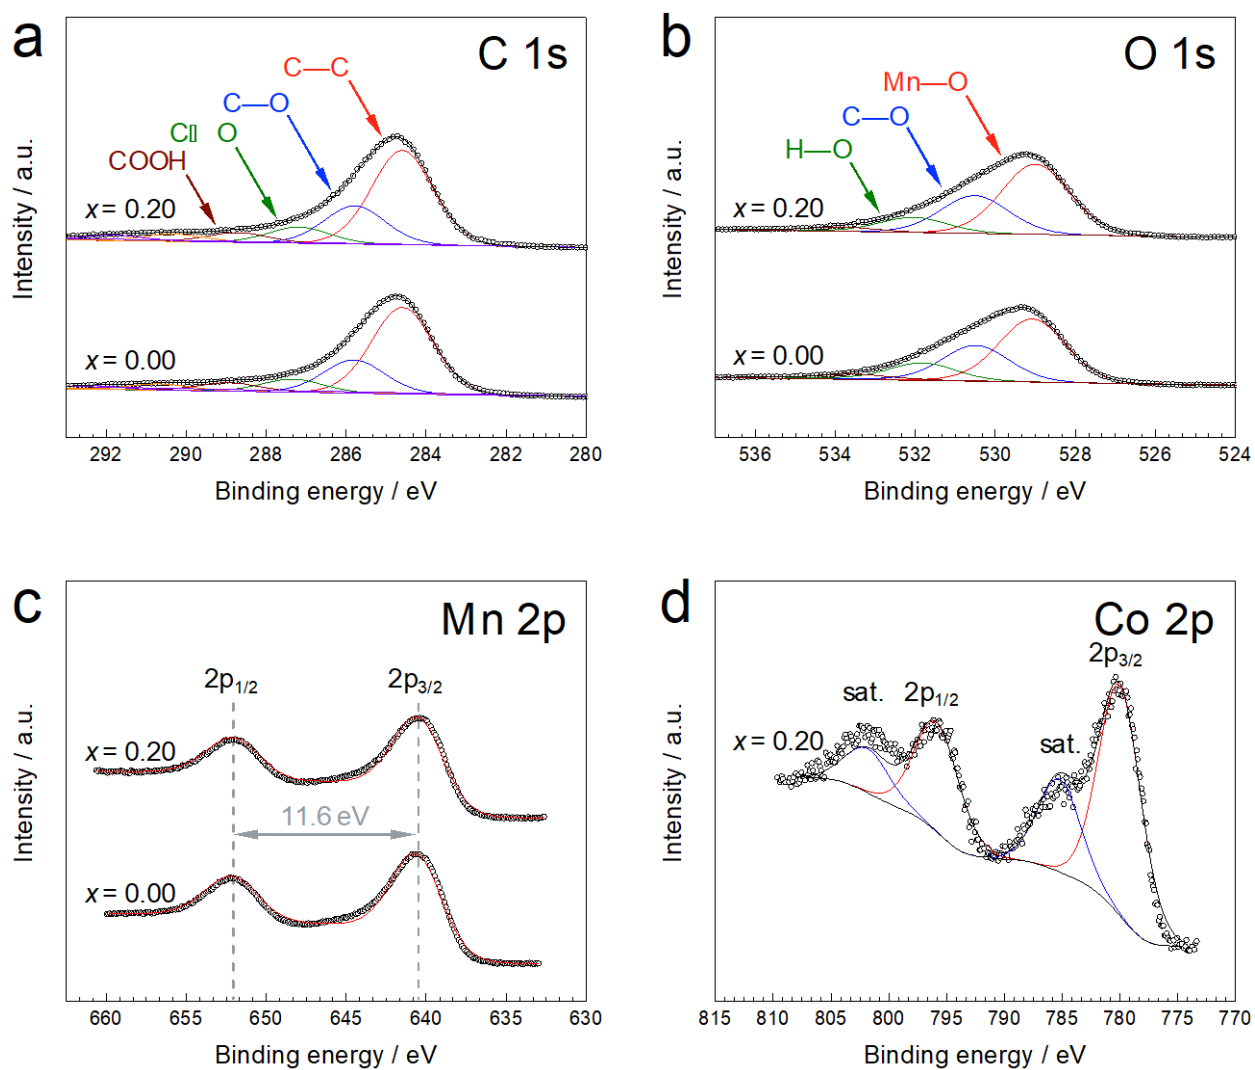 a
C 1s
C—C
C—O
C▯ O
COOH
x = 0.20
x = 0.00
Intensity / a.u.
292 290 288 286 284 282 280
Binding energy / eV
b
O 1s
Mn—O
C—O
H—O
x = 0.20
x = 0.00
Intensity / a.u.
536 534 532 530 528 526 524
Binding energy / eV
c
Mn 2p
2p1/2 2p3/2
x = 0.20
11.6 eV
x = 0.00
Intensity / a.u.
660 655 650 645 640 635 630
Binding energy / eV
d
Co 2p
2p3/2
sat. 2p1/2
sat.
x = 0.20
Intensity / a.u.
815 810 805 800 795 790 785 780 775 770
Binding energy / eV